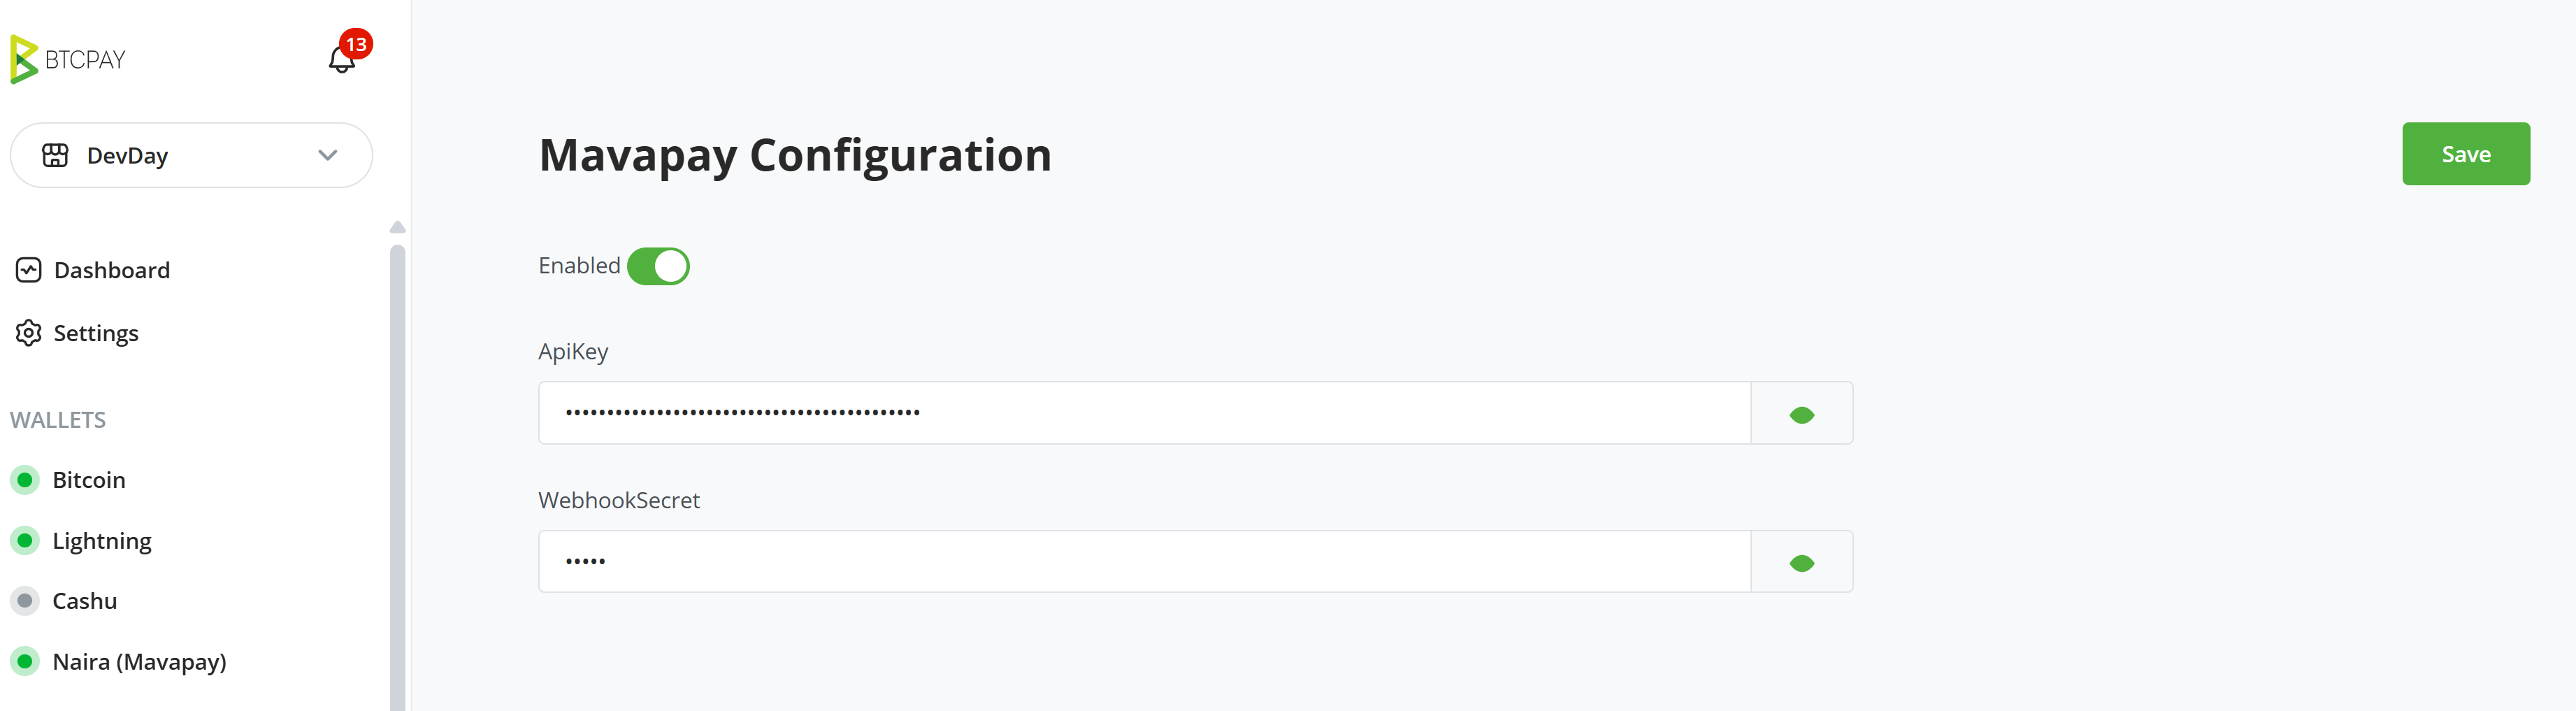 BTCPAY
13
DevDay
Dashboard
Settings
WALLETS
Bitcoin
Lightning
Cashu
Naira (Mavapay)
Mavapay Configuration
Save
Enabled
ApiKey
•••••••••••••••••••••••••••••••••••••••••••
WebhookSecret
•••••